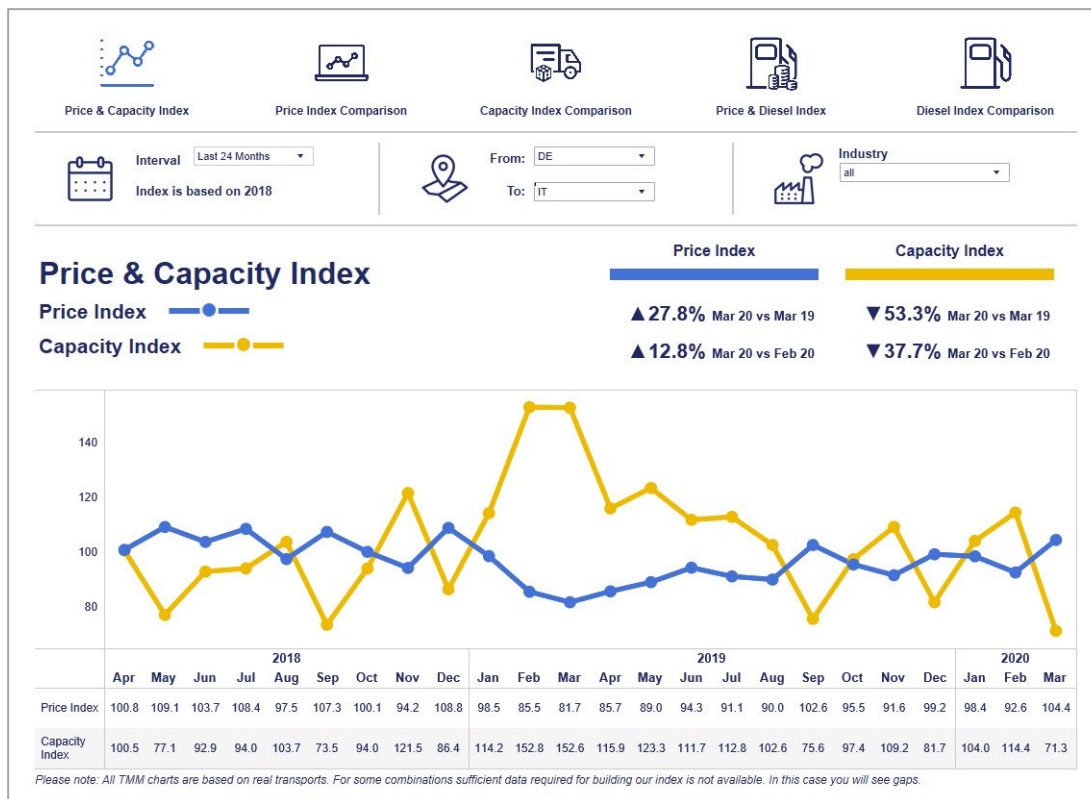 Price & Capacity Index
Price Index Comparison
Capacity Index Comparison
Price & Diesel Index
Diesel Index Comparison
Interval
Last 24 Months
Index is based on 2018
From:
DE
To:
IT
Industry
all
Price & Capacity Index
Price Index
Capacity Index
Price Index
Capacity Index
▲27.8% Mar 20 vs Mar 19
▼53.3% Mar 20 vs Mar 19
▲12.8% Mar 20 vs Feb 20
▼37.7% Mar 20 vs Feb 20
140
120
100
80
2018 2019 2020
Apr May Jun Jul Aug Sep Oct Nov Dec Jan Feb Mar Apr May Jun Jul Aug Sep Oct Nov Dec Jan Feb Mar
Price Index 100.8 109.1 103.7 108.4 97.5 107.3 100.1 94.2 108.8 98.5 85.5 81.7 85.7 89.0 94.3 91.1 90.0 102.6 95.5 91.6 99.2 98.4 92.6 104.4
Capacity
Index
100.5 77.1 92.9 94.0 103.7 73.5 94.0 121.5 86.4 114.2 152.8 152.6 115.9 123.3 111.7 112.8 102.6 75.6 97.4 109.2 81.7 104.0 114.4 71.3
Please note: All TMM charts are based on real transports. For some combinations sufficient data required for building our index is not available. In this case you will see gaps.